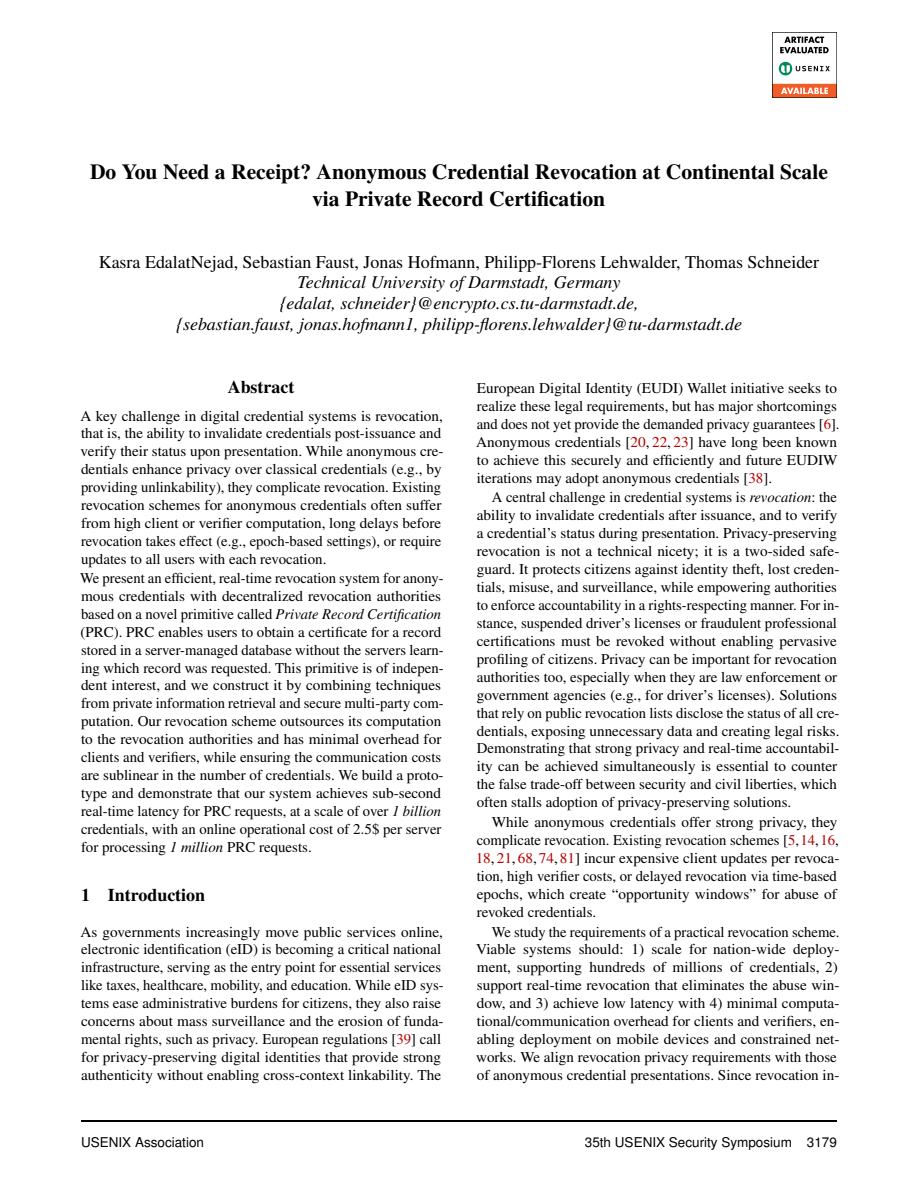 ARTIFACT
EVALUATED
USENIX
AVAILABLE
Do You Need a Receipt? Anonymous Credential Revocation at Continental Scale
via Private Record Certification
Kasra EdalatNejad, Sebastian Faust, Jonas Hofmann, Philipp-Florens Lehwalder, Thomas Schneider
Technical University of Darmstadt, Germany
{edalat, schneider}@encrypto.cs.tu-darmstadt.de,
{sebastian.faust, jonas.hofmann1, philipp-florens.lehwalder}@tu-darmstadt.de
Abstract
A key challenge in digital credential systems is revocation,
that is, the ability to invalidate credentials post-issuance and
verify their status upon presentation. While anonymous cre-
dentials enhance privacy over classical credentials (e.g., by
providing unlinkability), they complicate revocation. Existing
revocation schemes for anonymous credentials often suffer
from high client or verifier computation, long delays before
revocation takes effect (e.g., epoch-based settings), or require
updates to all users with each revocation.
We present an efficient, real-time revocation system for anony-
mous credentials with decentralized revocation authorities
based on a novel primitive called Private Record Certification
(PRC). PRC enables users to obtain a certificate for a record
stored in a server-managed database without the servers learn-
ing which record was requested. This primitive is of indepen-
dent interest, and we construct it by combining techniques
from private information retrieval and secure multi-party com-
putation. Our revocation scheme outsources its computation
to the revocation authorities and has minimal overhead for
clients and verifiers, while ensuring the communication costs
are sublinear in the number of credentials. We build a proto-
type and demonstrate that our system achieves sub-second
real-time latency for PRC requests, at a scale of over 1 billion
credentials, with an online operational cost of 2.5$ per server
for processing 1 million PRC requests.
1 Introduction
As governments increasingly move public services online,
electronic identification (eID) is becoming a critical national
infrastructure, serving as the entry point for essential services
like taxes, healthcare, mobility, and education. While eID sys-
tems ease administrative burdens for citizens, they also raise
concerns about mass surveillance and the erosion of funda-
mental rights, such as privacy. European regulations [39] call
for privacy-preserving digital identities that provide strong
authenticity without enabling cross-context linkability. The
European Digital Identity (EUDI) Wallet initiative seeks to
realize these legal requirements, but has major shortcomings
and does not yet provide the demanded privacy guarantees [6].
Anonymous credentials [20, 22, 23] have long been known
to achieve this securely and efficiently and future EUDIW
iterations may adopt anonymous credentials [38].
A central challenge in credential systems is revocation: the
ability to invalidate credentials after issuance, and to verify
a credential's status during presentation. Privacy-preserving
revocation is not a technical nicety; it is a two-sided safe-
guard. It protects citizens against identity theft, lost creden-
tials, misuse, and surveillance, while empowering authorities
to enforce accountability in a rights-respecting manner. For in-
stance, suspended driver's licenses or fraudulent professional
certifications must be revoked without enabling pervasive
profiling of citizens. Privacy can be important for revocation
authorities too, especially when they are law enforcement or
government agencies (e.g., for driver's licenses). Solutions
that rely on public revocation lists disclose the status of all cre-
dentials, exposing unnecessary data and creating legal risks.
Demonstrating that strong privacy and real-time accountabil-
ity can be achieved simultaneously is essential to counter
the false trade-off between security and civil liberties, which
often stalls adoption of privacy-preserving solutions.
While anonymous credentials offer strong privacy, they
complicate revocation. Existing revocation schemes [5, 14, 16,
18, 21, 68, 74, 81] incur expensive client updates per revoca-
tion, high verifier costs, or delayed revocation via time-based
epochs, which create “opportunity windows” for abuse of
revoked credentials.
We study the requirements of a practical revocation scheme.
Viable systems should: 1) scale for nation-wide deploy-
ment, supporting hundreds of millions of credentials, 2)
support real-time revocation that eliminates the abuse win-
dow, and 3) achieve low latency with 4) minimal computa-
tional/communication overhead for clients and verifiers, en-
abling deployment on mobile devices and constrained net-
works. We align revocation privacy requirements with those
of anonymous credential presentations. Since revocation in-
USENIX Association
35th USENIX Security Symposium 3179